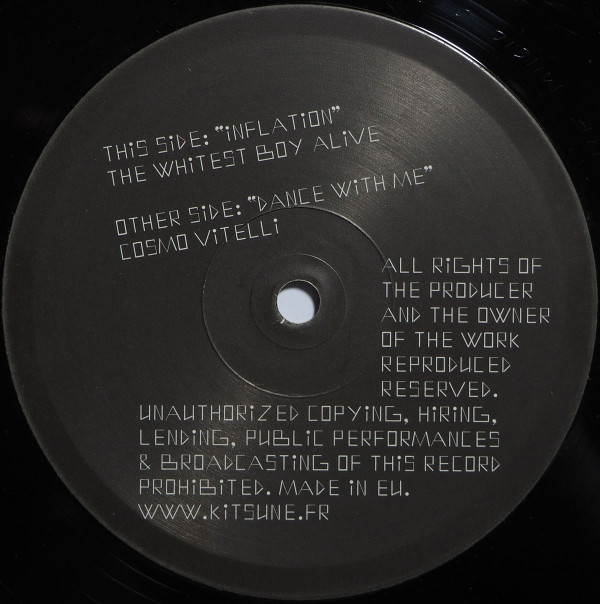 THiS SiDE: "iNFLATiON"
THE WHiTEST BOY ALiVE
OTHER SiDE: "DANCE WiTH ME"
COSMO ViTELLi
ALL RiGHTS OF
THE PRODUCER
AND THE OWNER
OF THE WORK
REPRODUCED
RESERVED.
UNAUTHORiZED COPYiNG, HiRiNG,
LENDiNG, PUBLiC PERFORMANCES
& BROADCASTiNG OF THiS RECORD
PROHiBiTED. MADE iN EU.
WWW.KiTSUNE.FR